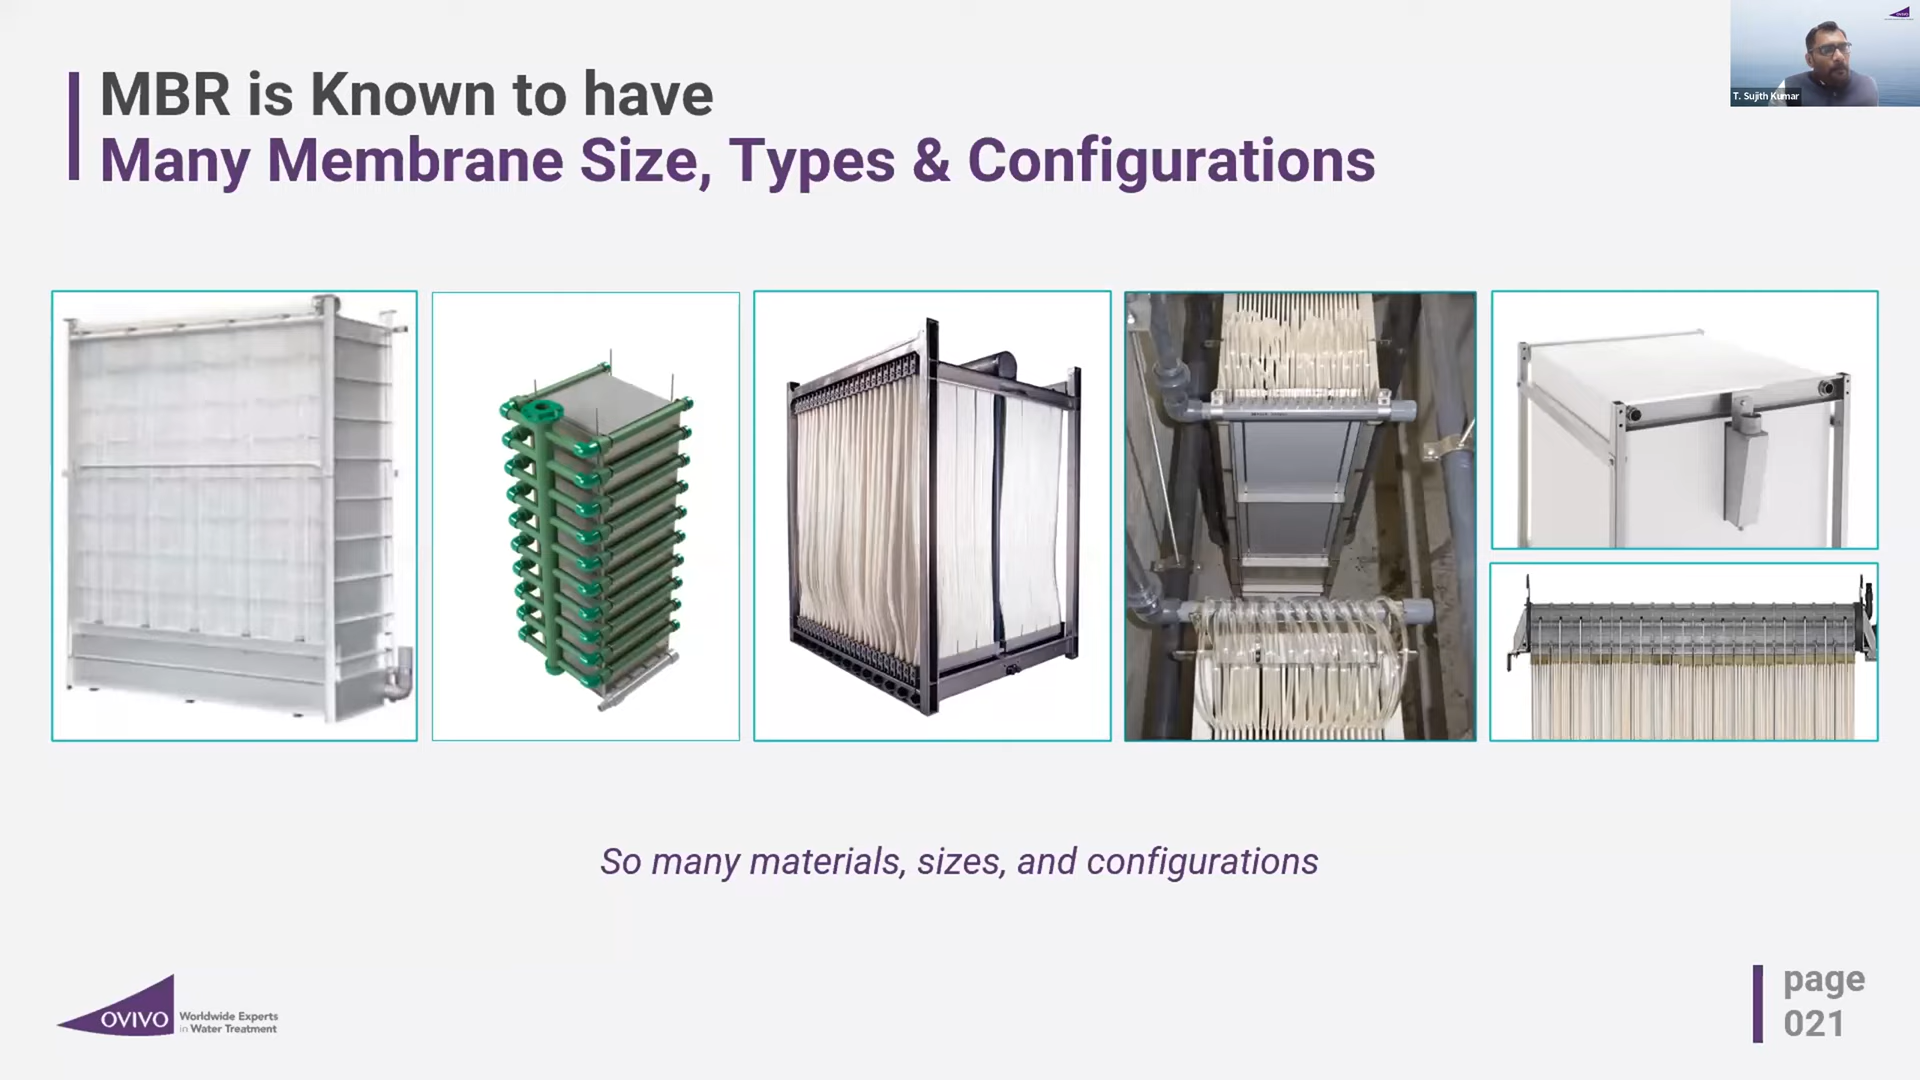 MBR is Known to have
Many Membrane Size, Types & Configurations
T. Sujith Kumar
So many materials, sizes, and configurations
OVIVO
Worldwide Experts
in Water Treatment
page
021